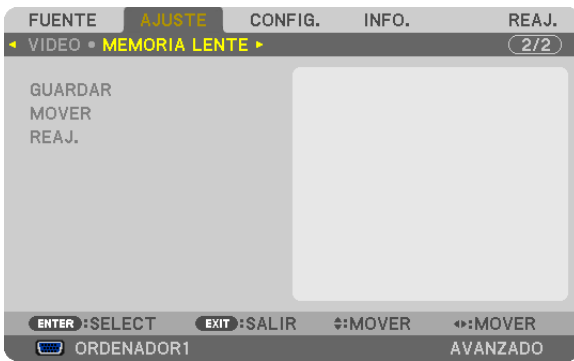 FUENTE AJUSTE CONFIG. INFO. REAJ.
◂ VIDEO • MEMORIA LENTE ▸ 2/2
GUARDAR
MOVER
REAJ.
ENTER :SELECT EXIT :SALIR :MOVER :MOVER
ORDENADOR1 AVANZADO